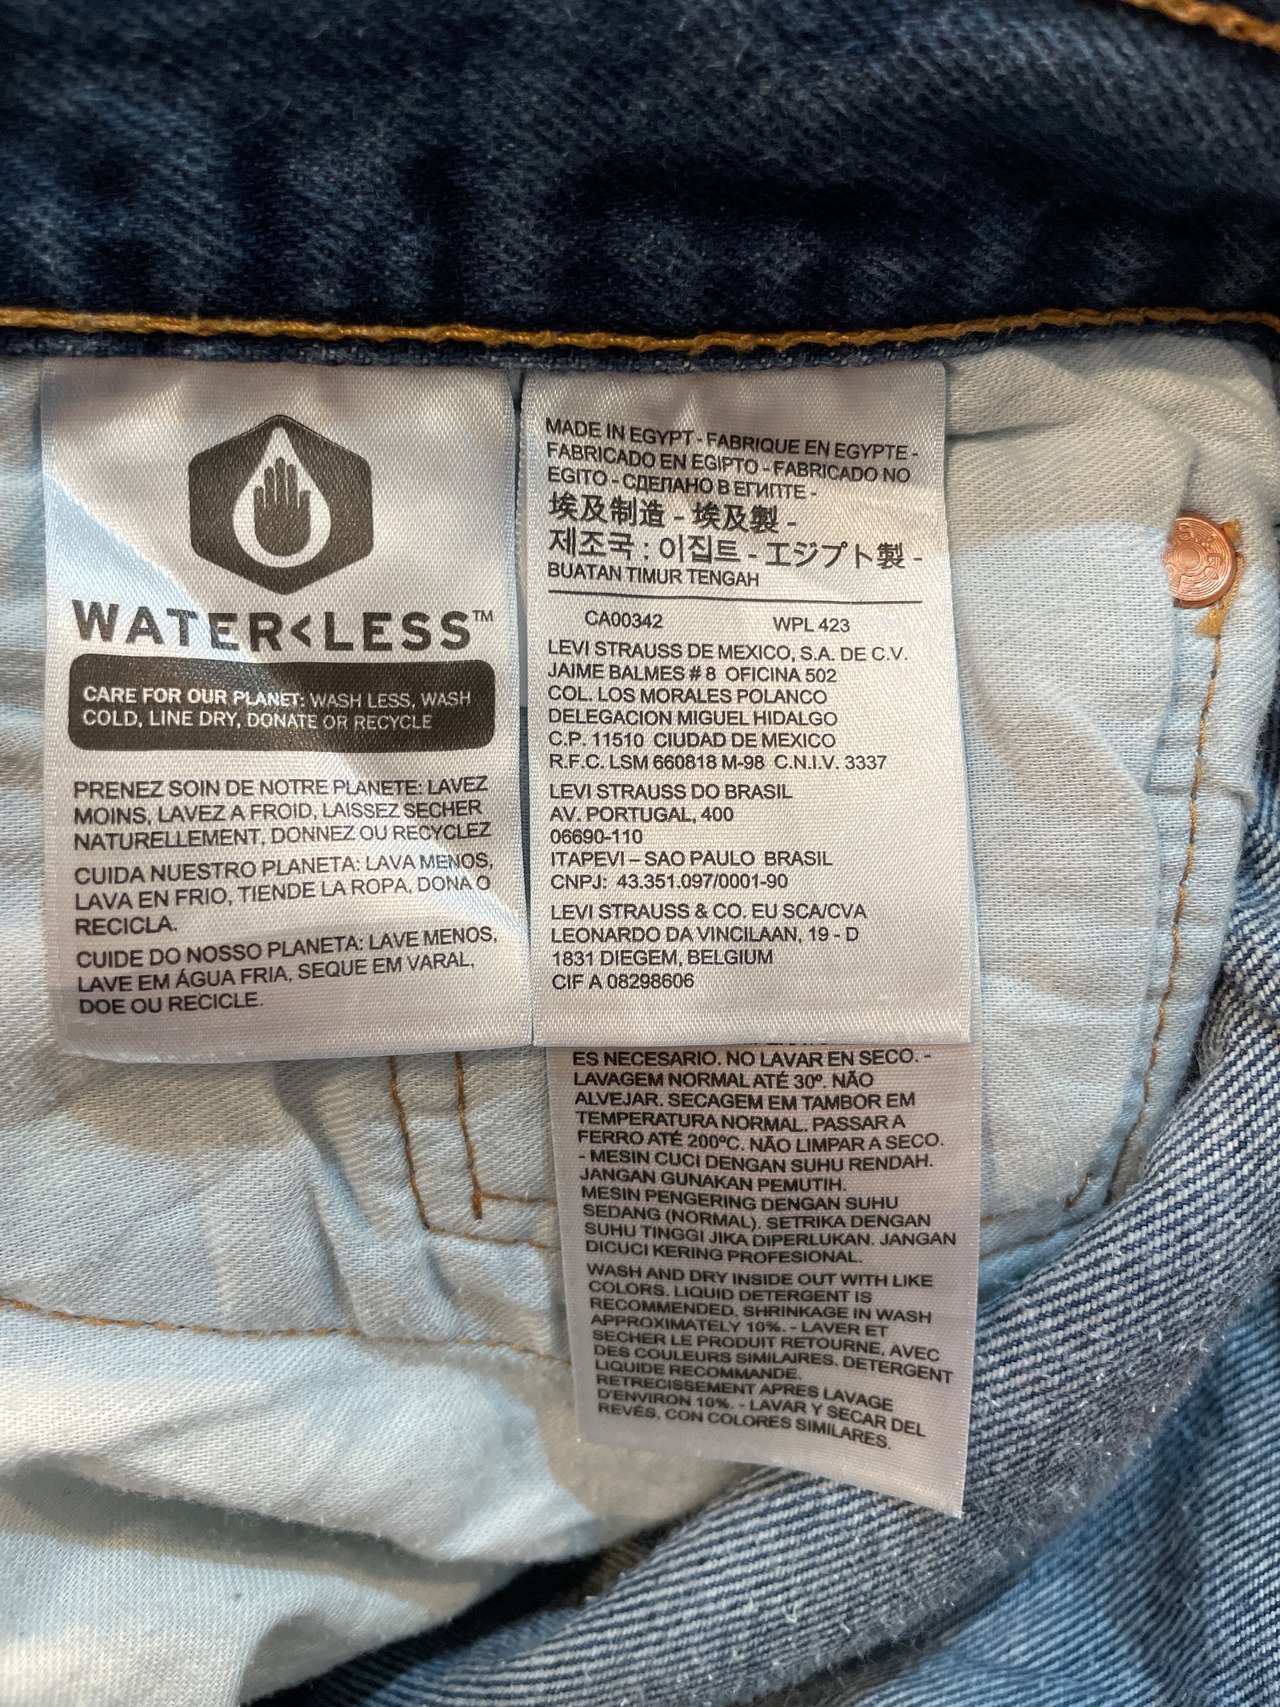 WATER<LESS™
CARE FOR OUR PLANET: WASH LESS, WASH
COLD, LINE DRY, DONATE OR RECYCLE
PRENEZ SOIN DE NOTRE PLANETE: LAVEZ
MOINS, LAVEZ A FROID, LAISSEZ SECHER
NATURELLEMENT, DONNEZ OU RECYCLEZ
CUIDA NUESTRO PLANETA: LAVA MENOS,
LAVA EN FRIO, TIENDE LA ROPA, DONA O
RECICLA.
CUIDE DO NOSSO PLANETA: LAVE MENOS,
LAVE EM ÁGUA FRIA, SEQUE EM VARAL,
DOE OU RECICLE.
MADE IN EGYPT - FABRIQUE EN EGYPTE -
FABRICADO EN EGIPTO - FABRICADO NO
EGITO - СДЕЛАНО В ЕГИПТЕ -
埃及制造 - 埃及製 -
제조국 : 이집트 - エジプト製 -
BUATAN TIMUR TENGAH
CA00342 WPL 423
LEVI STRAUSS DE MEXICO, S.A. DE C.V.
JAIME BALMES # 8 OFICINA 502
COL. LOS MORALES POLANCO
DELEGACION MIGUEL HIDALGO
C.P. 11510 CIUDAD DE MEXICO
R.F.C. LSM 660818 M-98 C.N.I.V. 3337
LEVI STRAUSS DO BRASIL
AV. PORTUGAL, 400
06690-110
ITAPEVI – SAO PAULO BRASIL
CNPJ: 43.351.097/0001-90
LEVI STRAUSS & CO. EU SCA/CVA
LEONARDO DA VINCILAAN, 19 - D
1831 DIEGEM, BELGIUM
CIF A 08298606
ES NECESARIO. NO LAVAR EN SECO. -
LAVAGEM NORMAL ATÉ 30º. NÃO
ALVEJAR. SECAGEM EM TAMBOR EM
TEMPERATURA NORMAL. PASSAR A
FERRO ATÉ 200ºC. NÃO LIMPAR A SECO.
- MESIN CUCI DENGAN SUHU RENDAH.
JANGAN GUNAKAN PEMUTIH.
MESIN PENGERING DENGAN SUHU
SEDANG (NORMAL). SETRIKA DENGAN
SUHU TINGGI JIKA DIPERLUKAN. JANGAN
DICUCI KERING PROFESIONAL.
WASH AND DRY INSIDE OUT WITH LIKE
COLORS. LIQUID DETERGENT IS
RECOMMENDED. SHRINKAGE IN WASH
APPROXIMATELY 10%. - LAVER ET
SECHER LE PRODUIT RETOURNE, AVEC
DES COULEURS SIMILAIRES. DETERGENT
LIQUIDE RECOMMANDE.
RETRECISSEMENT APRES LAVAGE
D'ENVIRON 10%. - LAVAR Y SECAR DEL
REVÉS, CON COLORES SIMILARES.